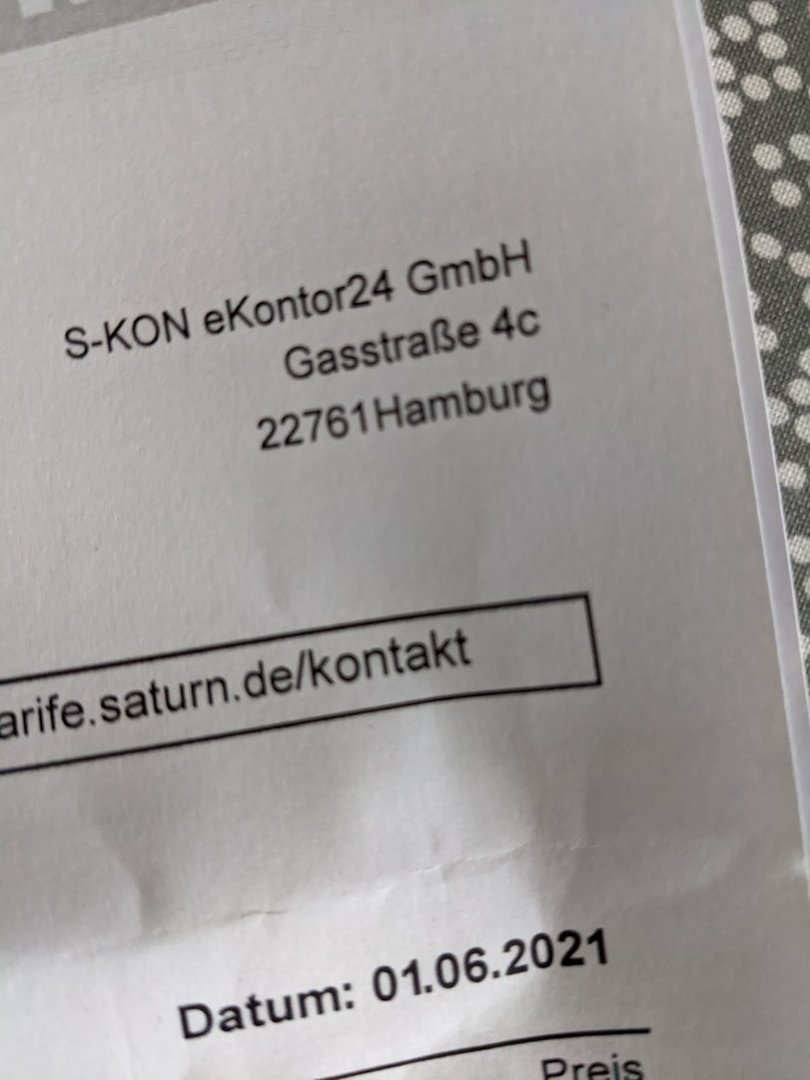 S-KON eKontor24 GmbH
Gasstraße 4c
22761Hamburg
arife.saturn.de/kontakt
Datum: 01.06.2021
Preis